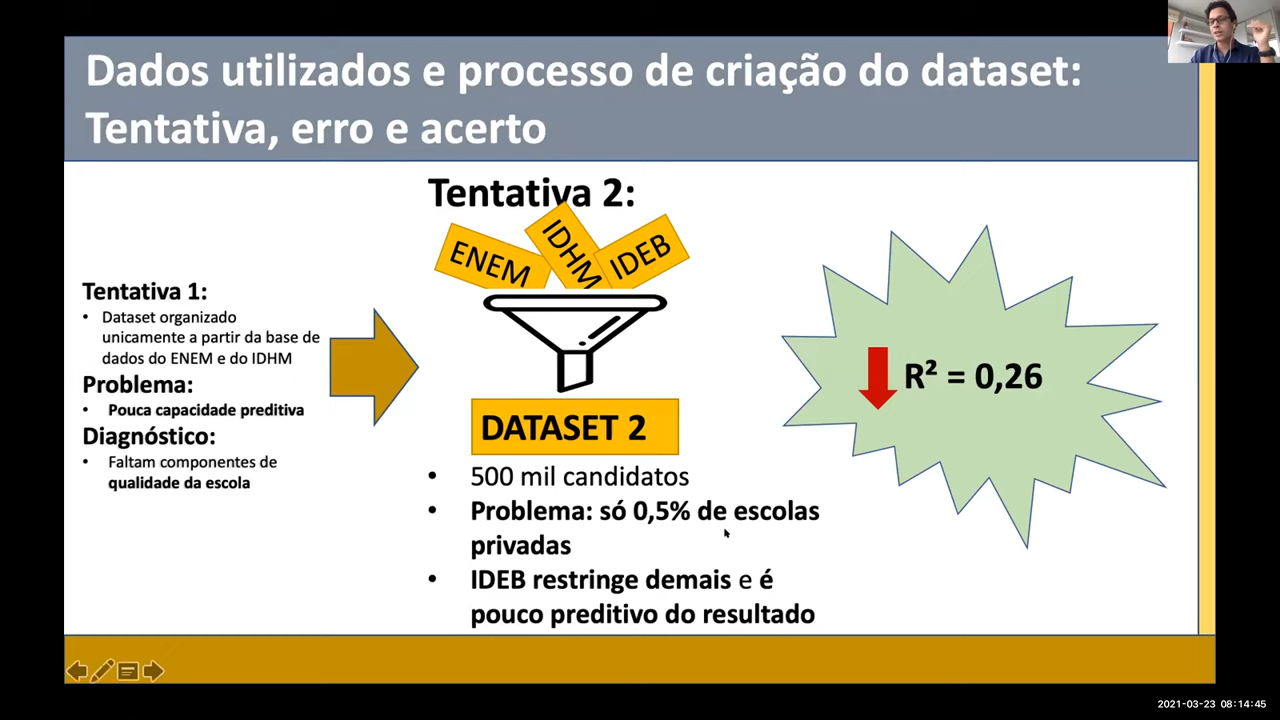 Dados utilizados e processo de criação do dataset:
Tentativa, erro e acerto
Tentativa 1:
• Dataset organizado
unicamente a partir da base de
dados do ENEM e do IDHM
Problema:
• Pouca capacidade preditiva
Diagnóstico:
• Faltam componentes de
qualidade da escola
Tentativa 2:
ENEM
IDHM
IDEB
DATASET 2
• 500 mil candidatos
• Problema: só 0,5% de escolas
privadas
• IDEB restringe demais e é
pouco preditivo do resultado
R² = 0,26
2021-03-23 08:14:45